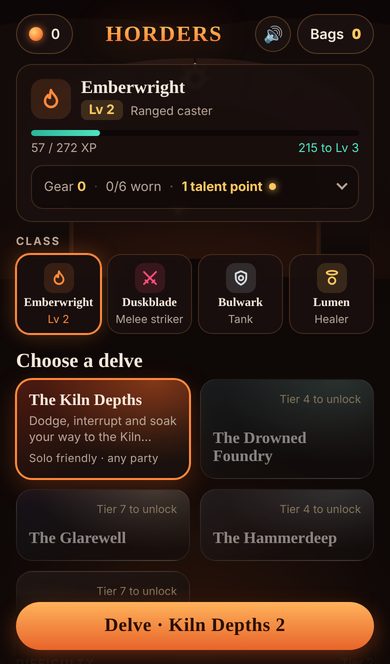 0
HORDERS
Bags 0
Emberwright
Lv 2 Ranged caster
57 / 272 XP
215 to Lv 3
Gear 0 · 0/6 worn · 1 talent point
CLASS
Emberwright
Lv 2
Duskblade
Melee striker
Bulwark
Tank
Lumen
Healer
Choose a delve
The Kiln Depths
Dodge, interrupt and soak
your way to the Kiln...
Solo friendly · any party
Tier 4 to unlock
The Drowned
Foundry
Tier 7 to unlock
The Glarewell
Tier 4 to unlock
The Hammerdeep
Tier 7 to unlock
Delve · Kiln Depths 2